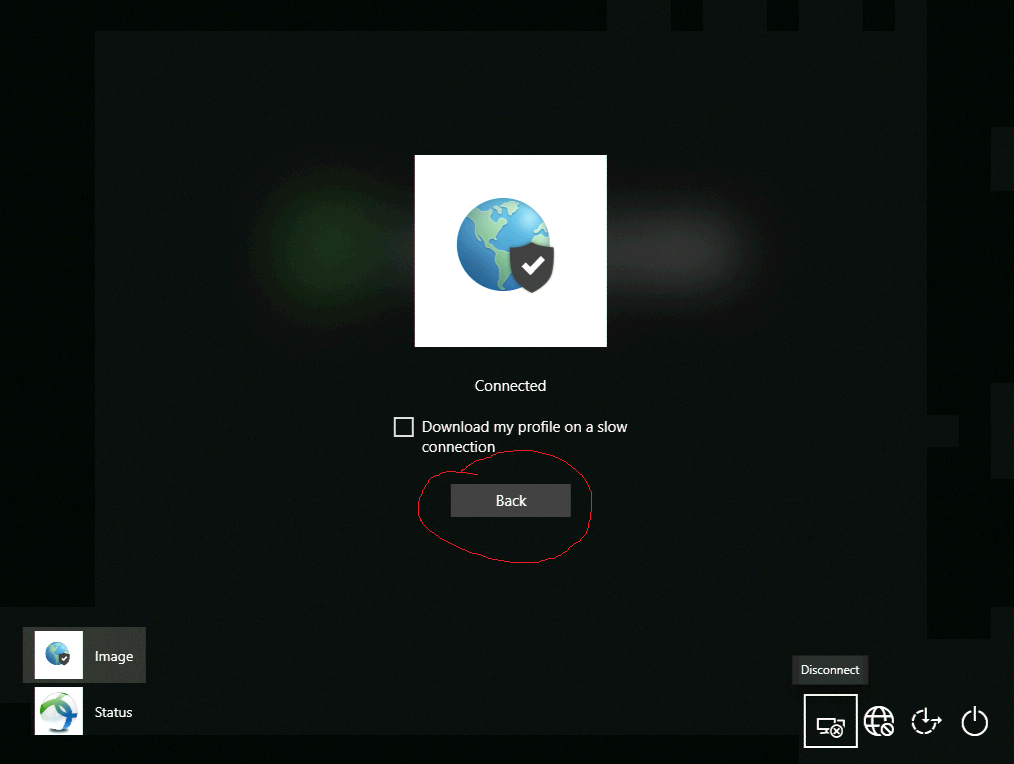 Connected
Download my profile on a slow
connection
Back
Image
Status
Disconnect